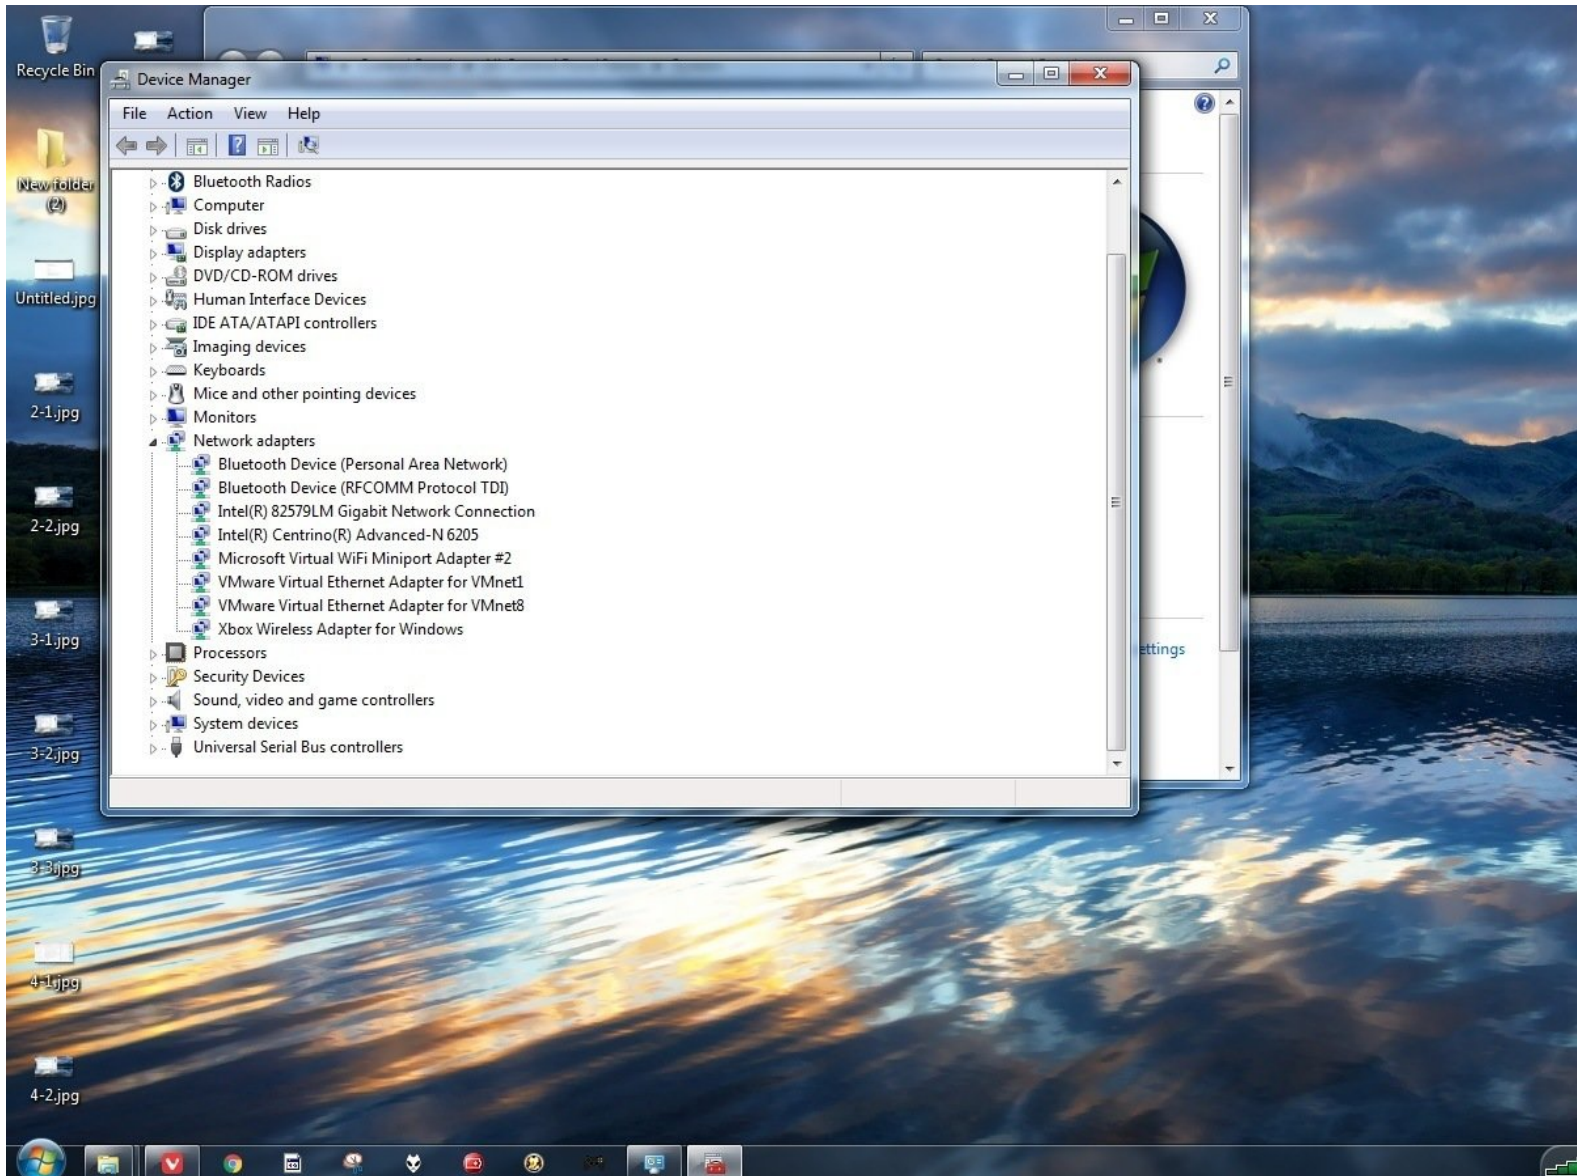 Recycle Bin
New folder
(2)
Untitled.jpg
2-1.jpg
2-2.jpg
3-1.jpg
3-2.jpg
3-3.jpg
4-1.jpg
4-2.jpg
Device Manager
File Action View Help
Bluetooth Radios
Computer
Disk drives
Display adapters
DVD/CD-ROM drives
Human Interface Devices
IDE ATA/ATAPI controllers
Imaging devices
Keyboards
Mice and other pointing devices
Monitors
Network adapters
Bluetooth Device (Personal Area Network)
Bluetooth Device (RFCOMM Protocol TDI)
Intel(R) 82579LM Gigabit Network Connection
Intel(R) Centrino(R) Advanced-N 6205
Microsoft Virtual WiFi Miniport Adapter #2
VMware Virtual Ethernet Adapter for VMnet1
VMware Virtual Ethernet Adapter for VMnet8
Xbox Wireless Adapter for Windows
Processors
Security Devices
Sound, video and game controllers
System devices
Universal Serial Bus controllers
ettings